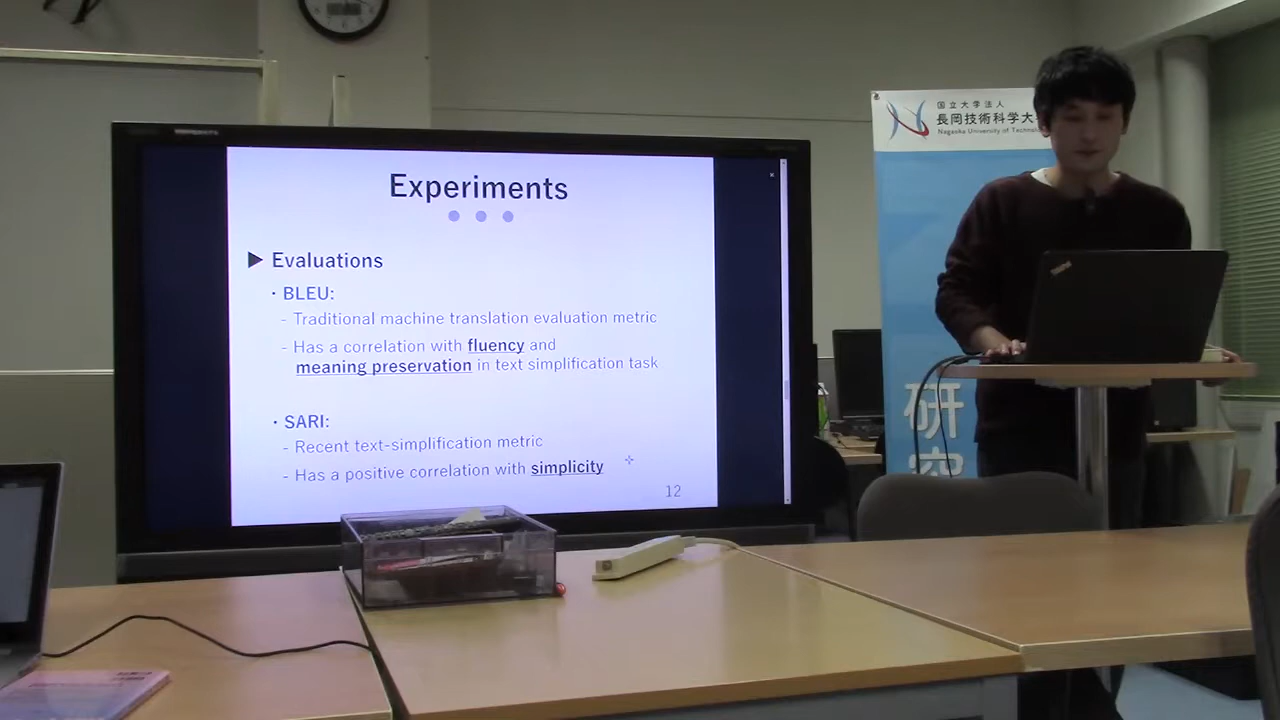 Experiments
Evaluations
・BLEU:
- Traditional machine translation evaluation metric
- Has a correlation with fluency and
meaning preservation in text simplification task
・SARI:
- Recent text-simplification metric
- Has a positive correlation with simplicity
12
国立大学法人
長岡技術科学大
Nagaoka University of Technolo
研
究